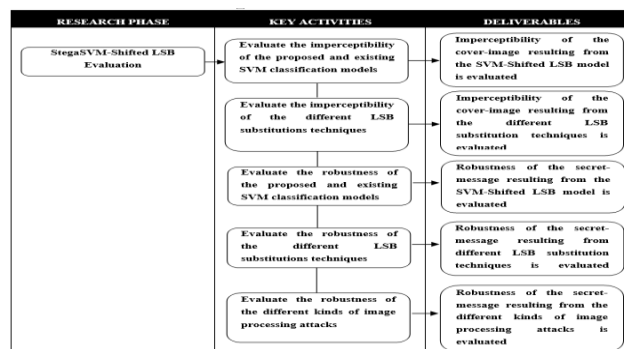 RESEARCH PHASE
KEY ACTIVITIES
DELIVERABLES
StegaSVM-Shifted LSB
Evaluation
Evaluate the imperceptibility
of the proposed and existing
SVM classification models
Imperceptibility of the
cover-image resulting from
the SVM-Shifted LSB model
is evaluated
Evaluate the imperceptibility
of the different LSB
substitutions techniques
Imperceptibility of the
cover-image resulting from
the different LSB
substitution techniques is
evaluated
Evaluate the robustness of
the proposed and existing
SVM classification models
Robustness of the secret-
message resulting from the
SVM-Shifted LSB model is
evaluated
Evaluate the robustness of
the different LSB
substitutions techniques
Robustness of the secret-
message resulting from
different LSB substitution
techniques is evaluated
Evaluate the robustness of
the different kinds of image
processing attacks
Robustness of the secret-
message resulting from the
different kinds of image
processing attacks is
evaluated